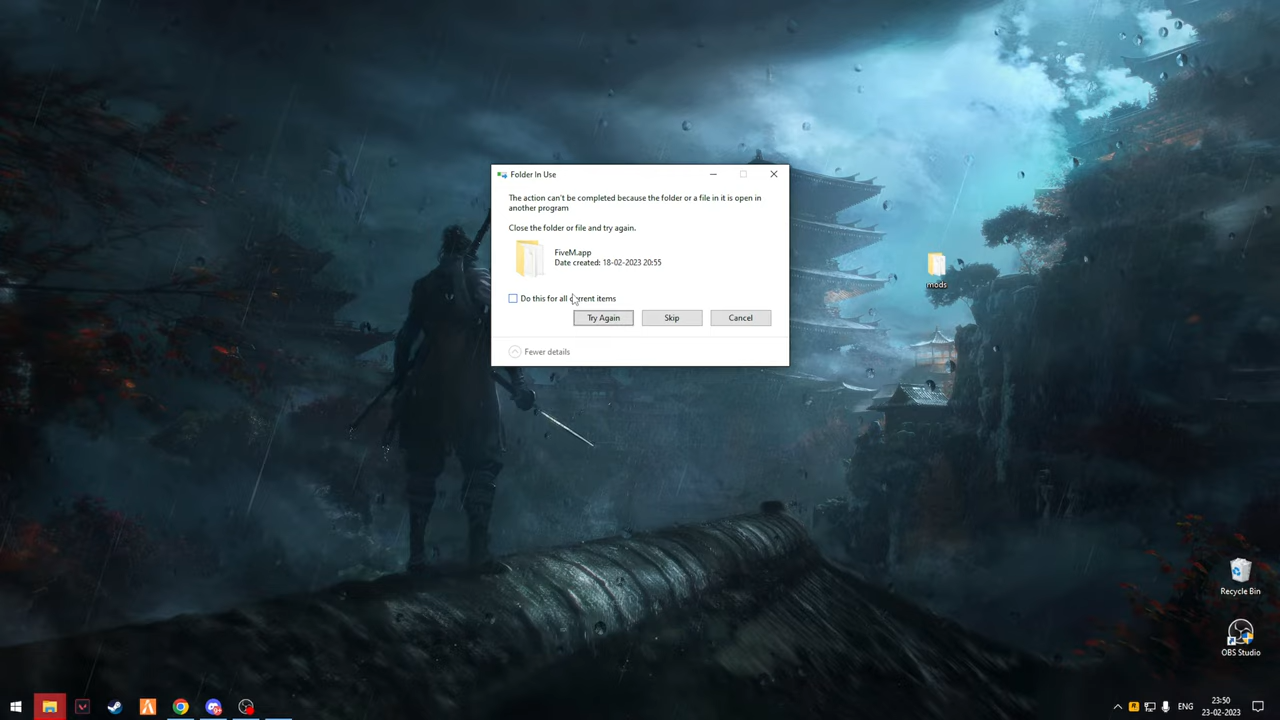 Folder In Use
The action can't be completed because the folder or a file in it is open in
another program
Close the folder or file and try again.
FiveM.app
Date created: 18-02-2023 20:55
Do this for all current items
Try Again
Skip
Cancel
Fewer details
mods
Recycle Bin
OBS Studio
ENG
23:50
23-02-2023